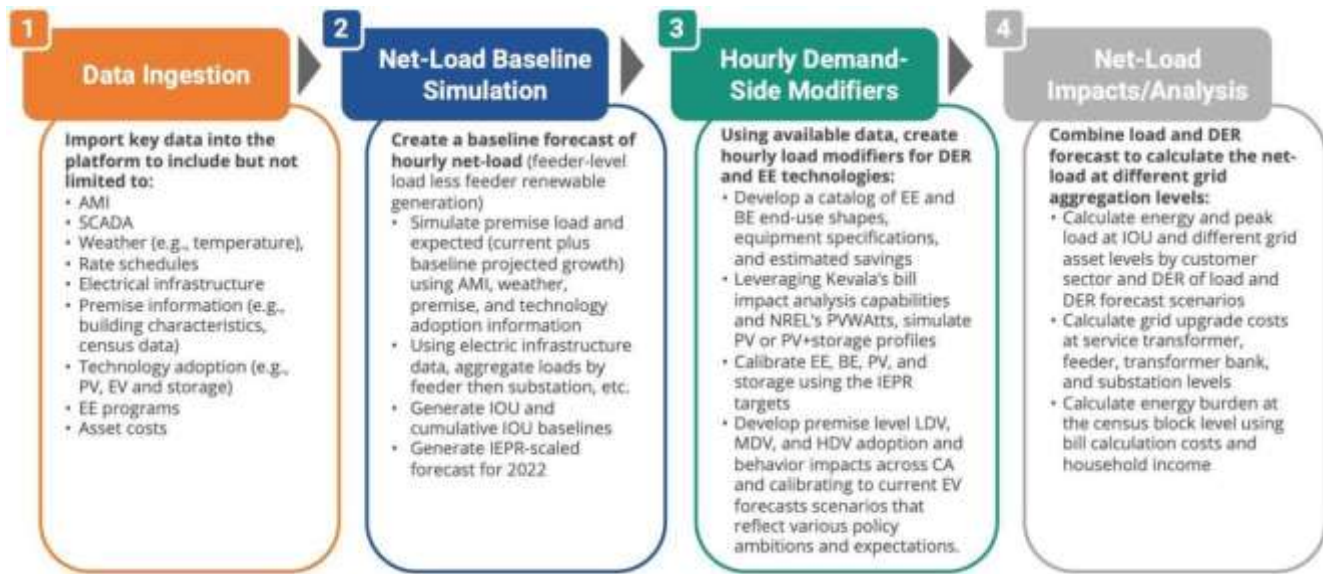 1
Data Ingestion
Import key data into the
platform to include but not
limited to:
• AMI
• SCADA
• Weather (e.g., temperature),
• Rate schedules
• Electrical infrastructure
• Premise information (e.g.,
building characteristics,
census data)
• Technology adoption (e.g.,
PV, EV and storage)
• EE programs
• Asset costs
2
Net-Load Baseline
Simulation
Create a baseline forecast of
hourly net-load (feeder-level
load less feeder renewable
generation)
• Simulate premise load and
expected (current plus
baseline projected growth)
using AMI, weather,
premise, and technology
adoption information
• Using electric infrastructure
data, aggregate loads by
feeder then substation, etc.
• Generate IOU and
cumulative IOU baselines
• Generate IEPR-scaled
forecast for 2022
3
Hourly Demand-
Side Modifiers
Using available data, create
hourly load modifiers for DER
and EE technologies:
• Develop a catalog of EE and
BE end-use shapes,
equipment specifications,
and estimated savings
• Leveraging Kevala's bill
impact analysis capabilities
and NREL's PVWAtts, simulate
PV or PV+storage profiles
• Calibrate EE, BE, PV, and
storage using the IEPR
targets
• Develop premise level LDV,
MDV, and HDV adoption and
behavior impacts across CA
and calibrating to current EV
forecasts scenarios that
reflect various policy
ambitions and expectations.
4
Net-Load
Impacts/Analysis
Combine load and DER
forecast to calculate the net-
load at different grid
aggregation levels:
• Calculate energy and peak
load at IOU and different grid
asset levels by customer
sector and DER of load and
DER forecast scenarios
• Calculate grid upgrade costs
at service transformer,
feeder, transformer bank,
and substation levels
• Calculate energy burden at
the census block level using
bill calculation costs and
household income